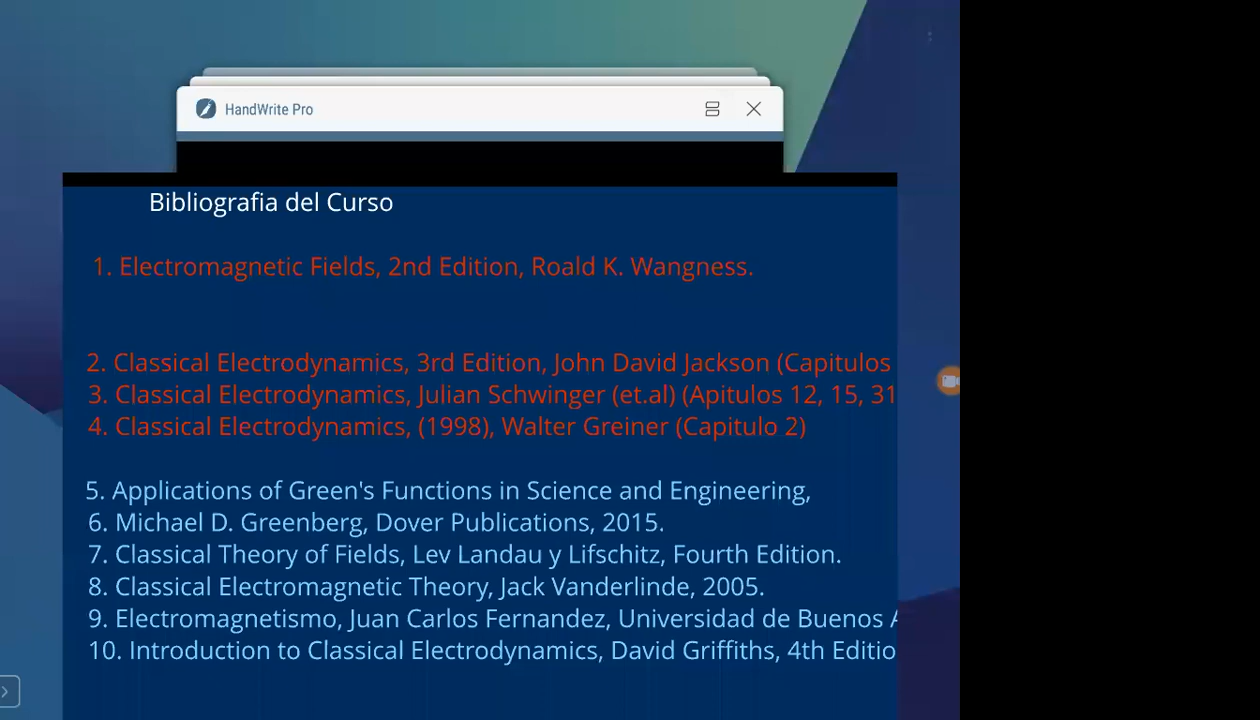 HandWrite Pro
Bibliografia del Curso
1. Electromagnetic Fields, 2nd Edition, Roald K. Wangness.
2. Classical Electrodynamics, 3rd Edition, John David Jackson (Capitulos
3. Classical Electrodynamics, Julian Schwinger (et.al) (Apitulos 12, 15, 31
4. Classical Electrodynamics, (1998), Walter Greiner (Capitulo 2)
5. Applications of Green's Functions in Science and Engineering,
6. Michael D. Greenberg, Dover Publications, 2015.
7. Classical Theory of Fields, Lev Landau y Lifschitz, Fourth Edition.
8. Classical Electromagnetic Theory, Jack Vanderlinde, 2005.
9. Electromagnetismo, Juan Carlos Fernandez, Universidad de Buenos
10. Introduction to Classical Electrodynamics, David Griffiths, 4th Editio